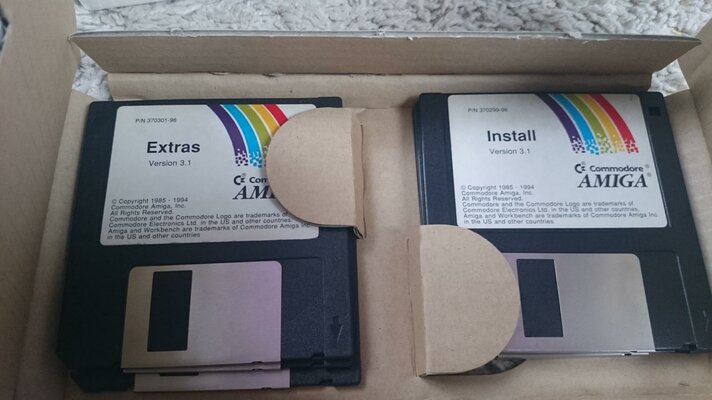 P/N 370301-96
Extras
Version 3.1
Com
AM
© Copyright 1985 - 1994
Commodore Amiga, Inc.
All Rights Reserved.
Commodore and the Commodore Logo are trademarks of
Commodore Electronics Ltd. in the US and other countries.
Amiga and Workbench are trademarks of Commodore Amiga Inc.
in the US and other countries
P/N 370299-96
Install
Version 3.1
Commodore®
AMIGA®
© Copyright 1985 - 1994
Commodore Amiga, Inc.
All Rights Reserved.
Commodore and the Commodore Logo are trademarks of
Commodore Electronics Ltd. in the US and other countries.
Amiga and Workbench are trademarks of Commodore Amiga Inc.
in the US and other countries